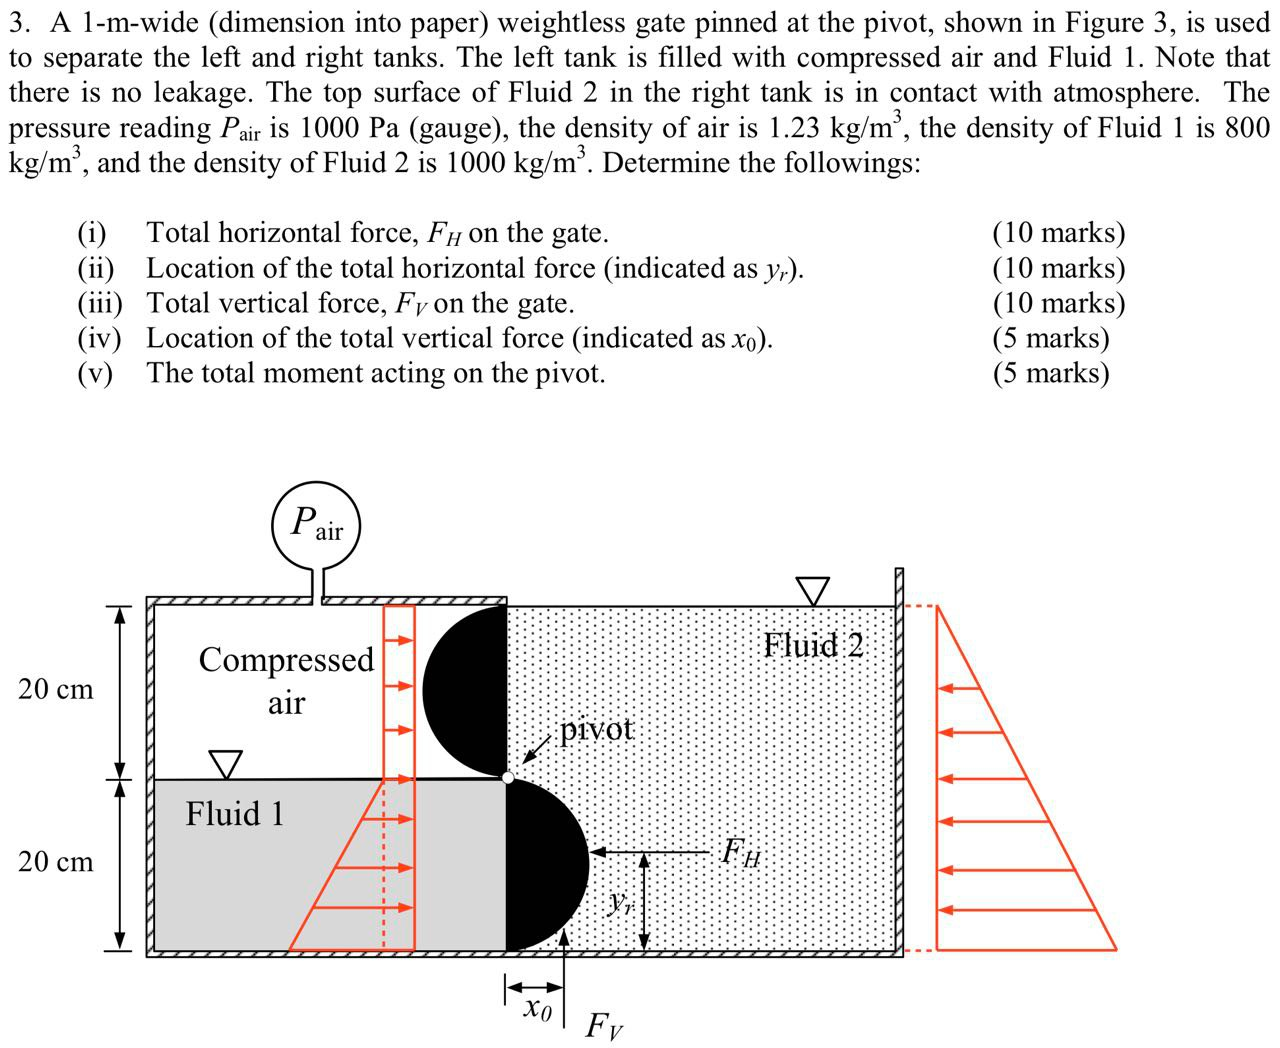 3. A 1-m-wide (dimension into paper) weightless gate pinned at the pivot, shown in Figure 3, is used
to separate the left and right tanks. The left tank is filled with compressed air and Fluid 1. Note that
there is no leakage. The top surface of Fluid 2 in the right tank is in contact with atmosphere. The
pressure reading Pair is 1000 Pa (gauge), the density of air is 1.23 kg/m³, the density of Fluid 1 is 800
kg/m³, and the density of Fluid 2 is 1000 kg/m³. Determine the followings:
(i) Total horizontal force, FH on the gate. (10 marks)
(ii) Location of the total horizontal force (indicated as yr). (10 marks)
(iii) Total vertical force, FV on the gate. (10 marks)
(iv) Location of the total vertical force (indicated as x0). (5 marks)
(v) The total moment acting on the pivot. (5 marks)
Pair
Compressed
air
Fluid 2
20 cm
pivot
Fluid 1
20 cm
FH
yr
x0
FV